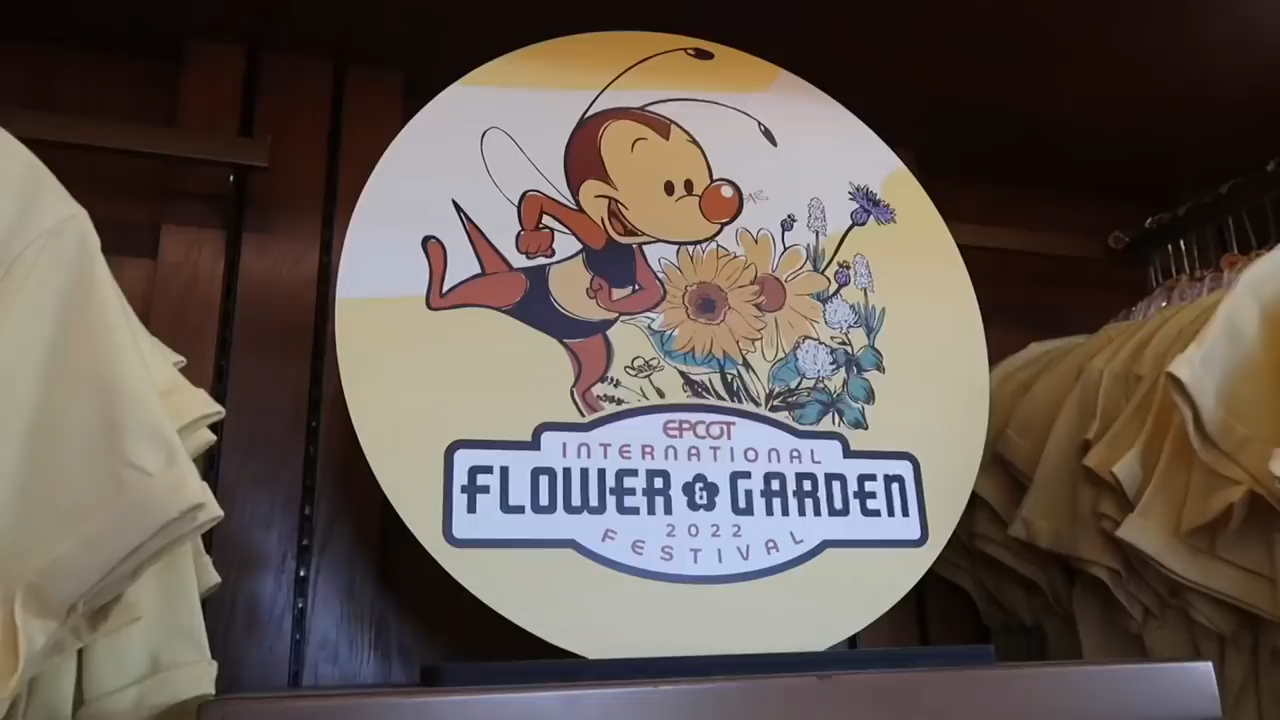 EPCOT
INTERNATIONAL
FLOWER & GARDEN
2022
FESTIVAL